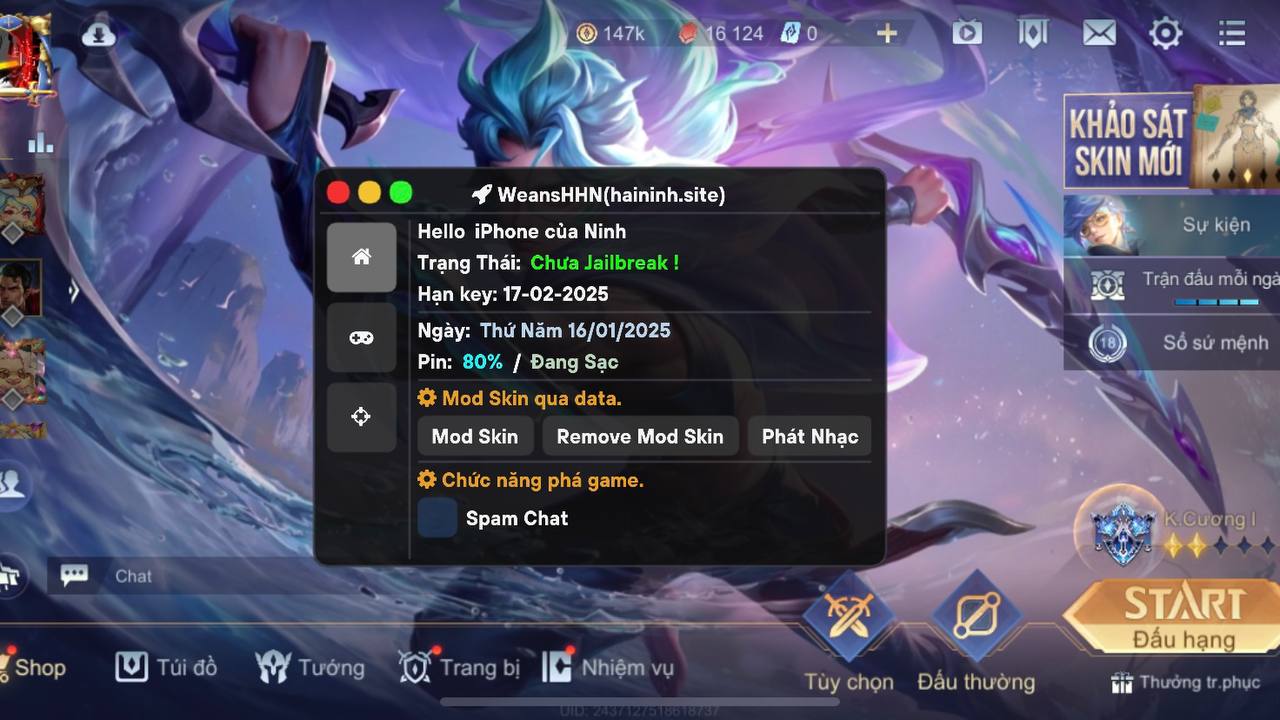 147k
16 124
0
KHẢO SÁT
SKIN MỚI
WeansHHN(haininh.site)
Hello iPhone của Ninh
Trạng Thái: Chưa Jailbreak !
Hạn key: 17-02-2025
Ngày: Thứ Năm 16/01/2025
Pin: 80% / Đang Sạc
Mod Skin qua data.
Mod Skin
Remove Mod Skin
Phát Nhạc
Chức năng phá game.
Spam Chat
Sự kiện
Trận đấu mỗi ngà
18
Sổ sứ mệnh
K.Cương I
Chat
START
Đấu hạng
Shop
Túi đồ
Tướng
Trang bị
Nhiệm vụ
Tùy chọn
Đấu thường
Thưởng tr.phục